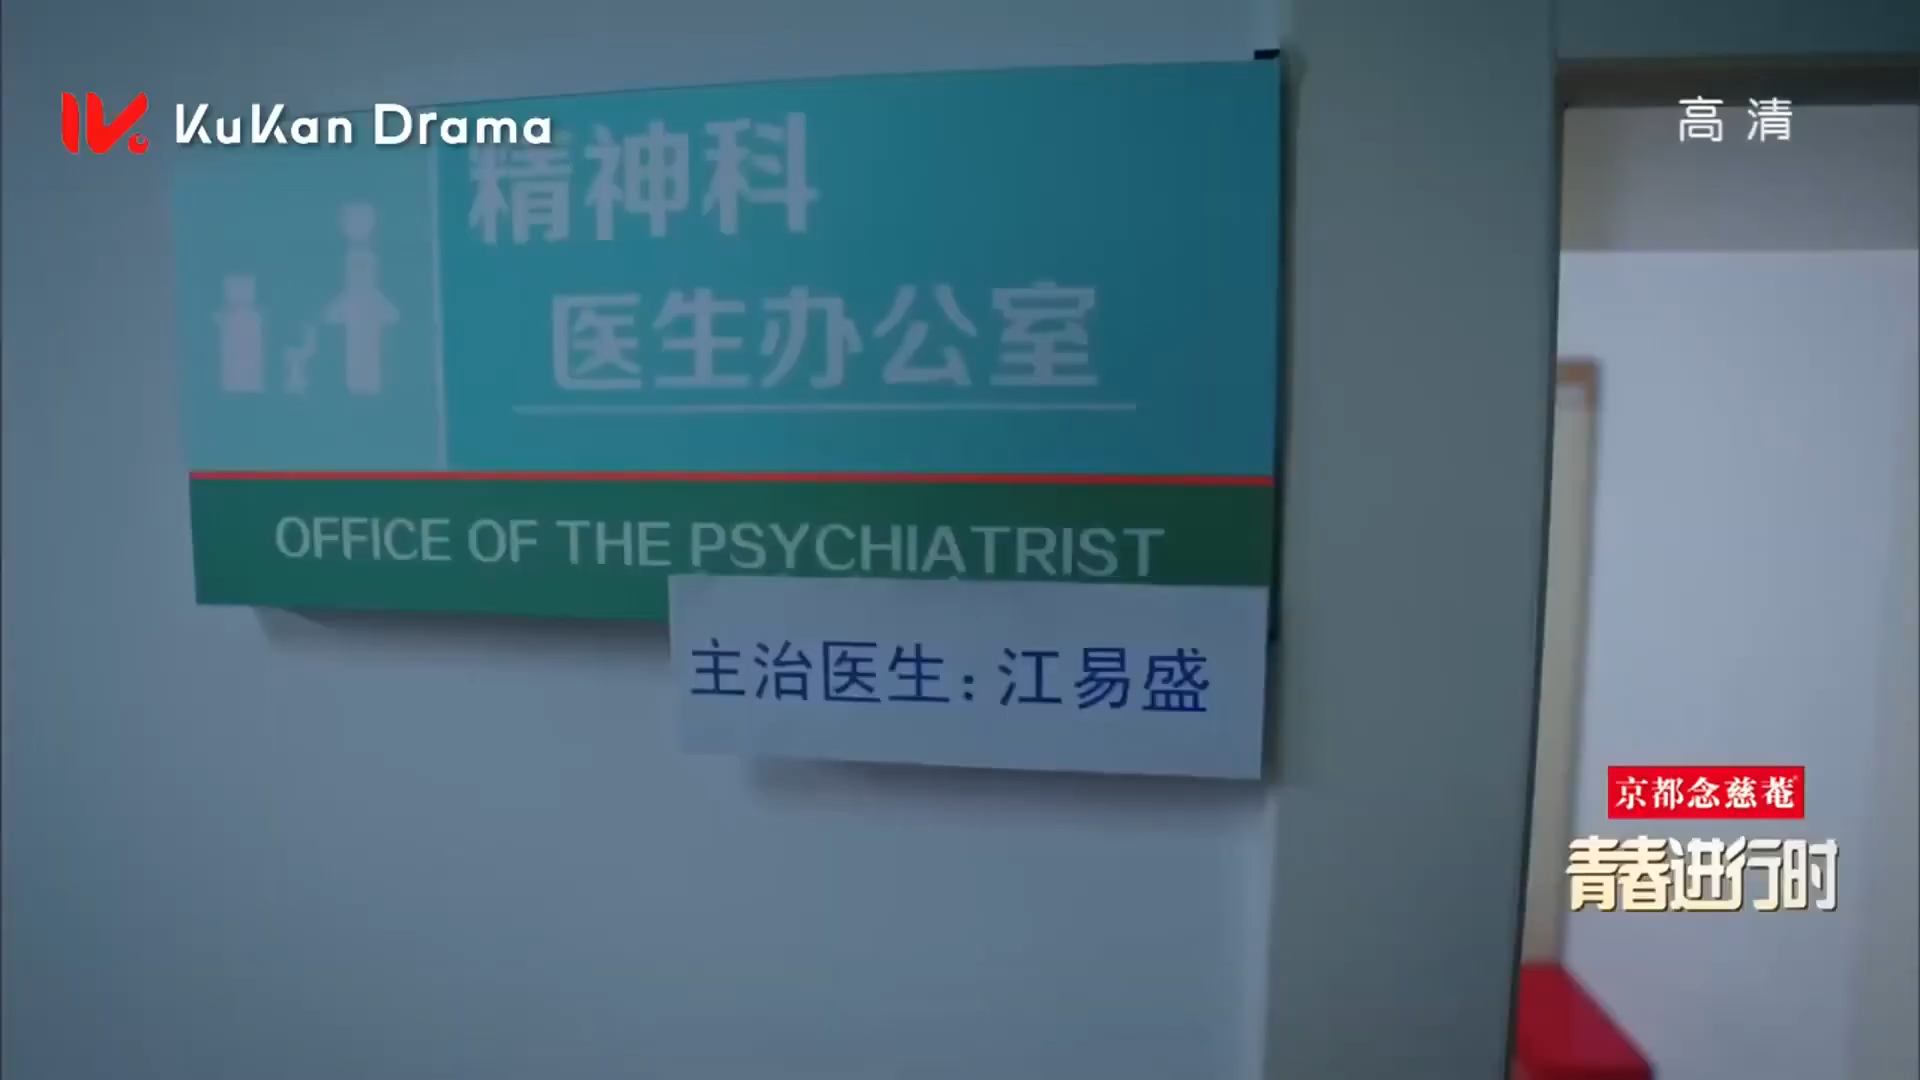 KuKan Drama
高清
精神科
医生办公室
OFFICE OF THE PSYCHIATRIST
主治医生:江易盛
京都念慈菴
青春进行时